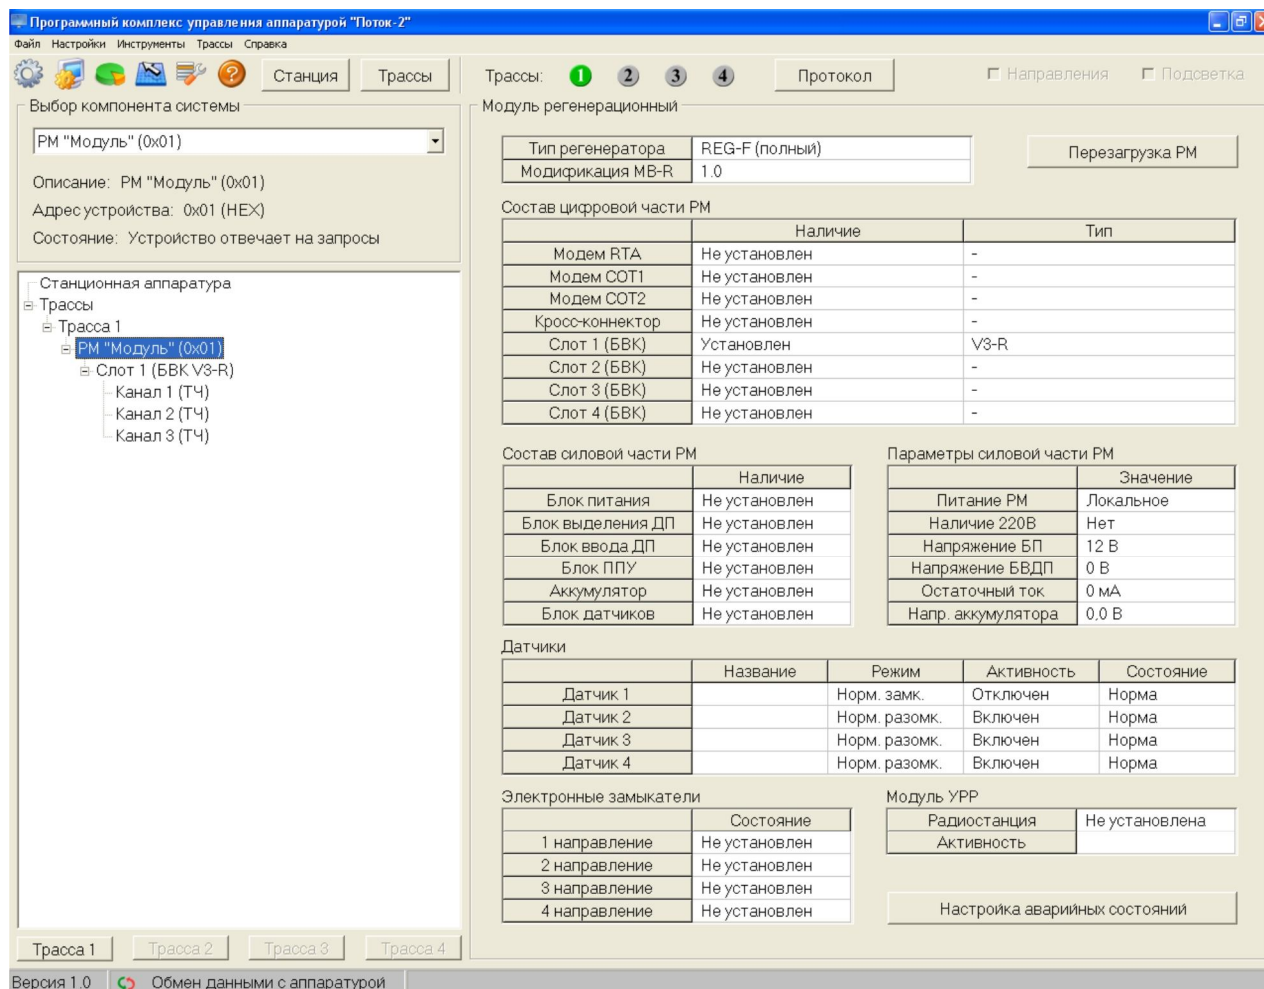 Программный комплекс управления аппаратурой "Поток-2"
Файл Настройки Инструменты Трассы Справка
Станция Трассы Трассы: 1 2 3 4 Протокол Направления Подсветка
Выбор компонента системы
РМ "Модуль" (0x01)
Описание: РМ "Модуль" (0x01)
Адрес устройства: 0x01 (HEX)
Состояние: Устройство отвечает на запросы
Станционная аппаратура
Трассы
Трасса 1
РМ "Модуль" (0x01)
Слот 1 (БВК V3-R)
Канал 1 (ТЧ)
Канал 2 (ТЧ)
Канал 3 (ТЧ)
Трасса 1 Трасса 2 Трасса 3 Трасса 4
Модуль регенерационный
Тип регенератора REG-F (полный)
Модификация MB-R 1.0
Перезагрузка РМ
Состав цифровой части РМ
Наличие Тип
Модем RTA Не установлен -
Модем СОТ1 Не установлен -
Модем СОТ2 Не установлен -
Кросс-коннектор Не установлен -
Слот 1 (БВК) Установлен V3-R
Слот 2 (БВК) Не установлен -
Слот 3 (БВК) Не установлен -
Слот 4 (БВК) Не установлен -
Состав силовой части РМ
Наличие
Блок питания Не установлен
Блок выделения ДП Не установлен
Блок ввода ДП Не установлен
Блок ППУ Не установлен
Аккумулятор Не установлен
Блок датчиков Не установлен
Параметры силовой части РМ
Значение
Питание РМ Локальное
Наличие 220В Нет
Напряжение БП 12 В
Напряжение БВДП 0 В
Остаточный ток 0 мА
Напр. аккумулятора 0,0 В
Датчики
Название Режим Активность Состояние
Датчик 1 Норм. замк. Отключен Норма
Датчик 2 Норм. разомк. Включен Норма
Датчик 3 Норм. разомк. Включен Норма
Датчик 4 Норм. разомк. Включен Норма
Электронные замыкатели
Состояние
1 направление Не установлен
2 направление Не установлен
3 направление Не установлен
4 направление Не установлен
Модуль УРР
Радиостанция Не установлена
Активность
Настройка аварийных состояний
Версия 1.0 Обмен данными с аппаратурой